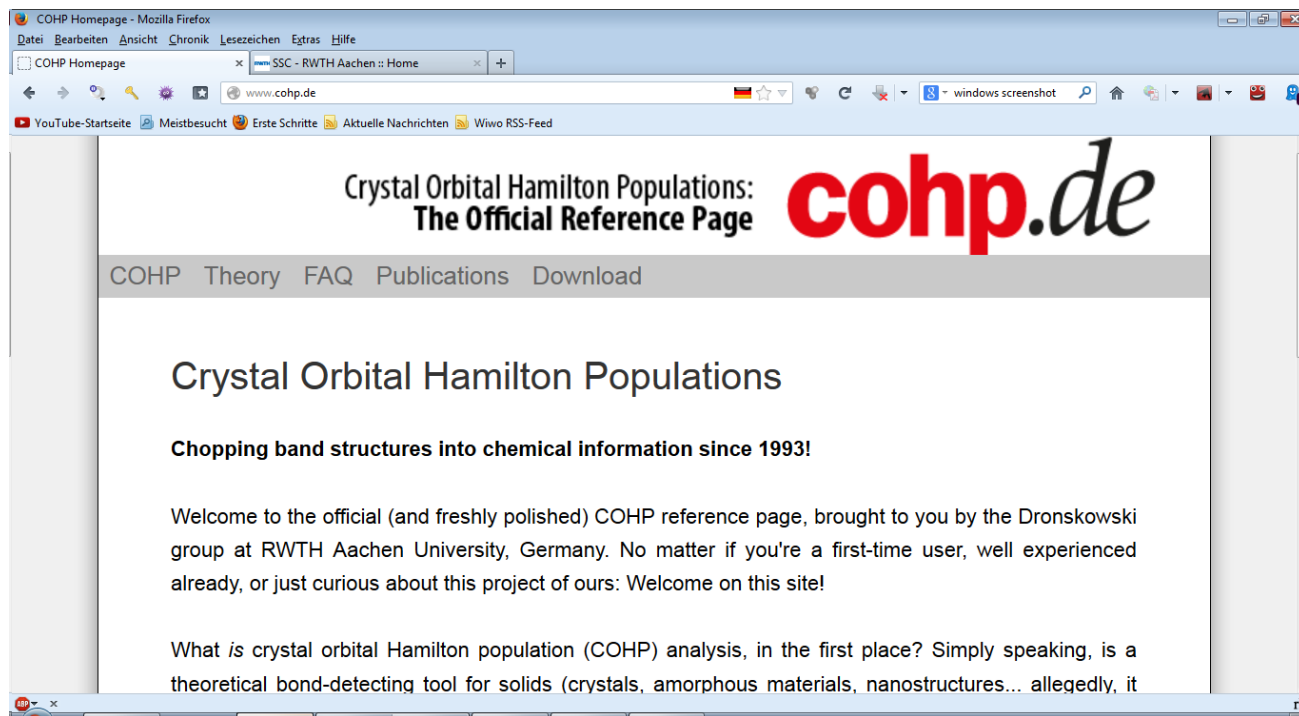 COHP Homepage - Mozilla Firefox
Datei Bearbeiten Ansicht Chronik Lesezeichen Extras Hilfe
COHP Homepage × RWTH SSC - RWTH Aachen :: Home × +
www.cohp.de 8 windows screenshot
YouTube-Startseite Meistbesucht Erste Schritte Aktuelle Nachrichten Wiwo RSS-Feed
Crystal Orbital Hamilton Populations:
The Official Reference Page
cohp.de
COHP Theory FAQ Publications Download
Crystal Orbital Hamilton Populations
Chopping band structures into chemical information since 1993!
Welcome to the official (and freshly polished) COHP reference page, brought to you by the Dronskowski
group at RWTH Aachen University, Germany. No matter if you're a first-time user, well experienced
already, or just curious about this project of ours: Welcome on this site!
What is crystal orbital Hamilton population (COHP) analysis, in the first place? Simply speaking, is a
theoretical bond-detecting tool for solids (crystals, amorphous materials, nanostructures... allegedly, it
ABP ×